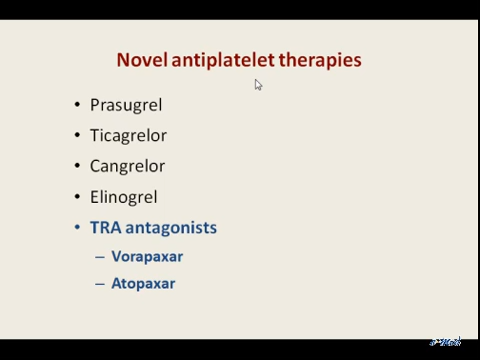 Novel antiplatelet therapies
• Prasugrel
• Ticagrelor
• Cangrelor
• Elinogrel
• TRA antagonists
– Vorapaxar
– Atopaxar